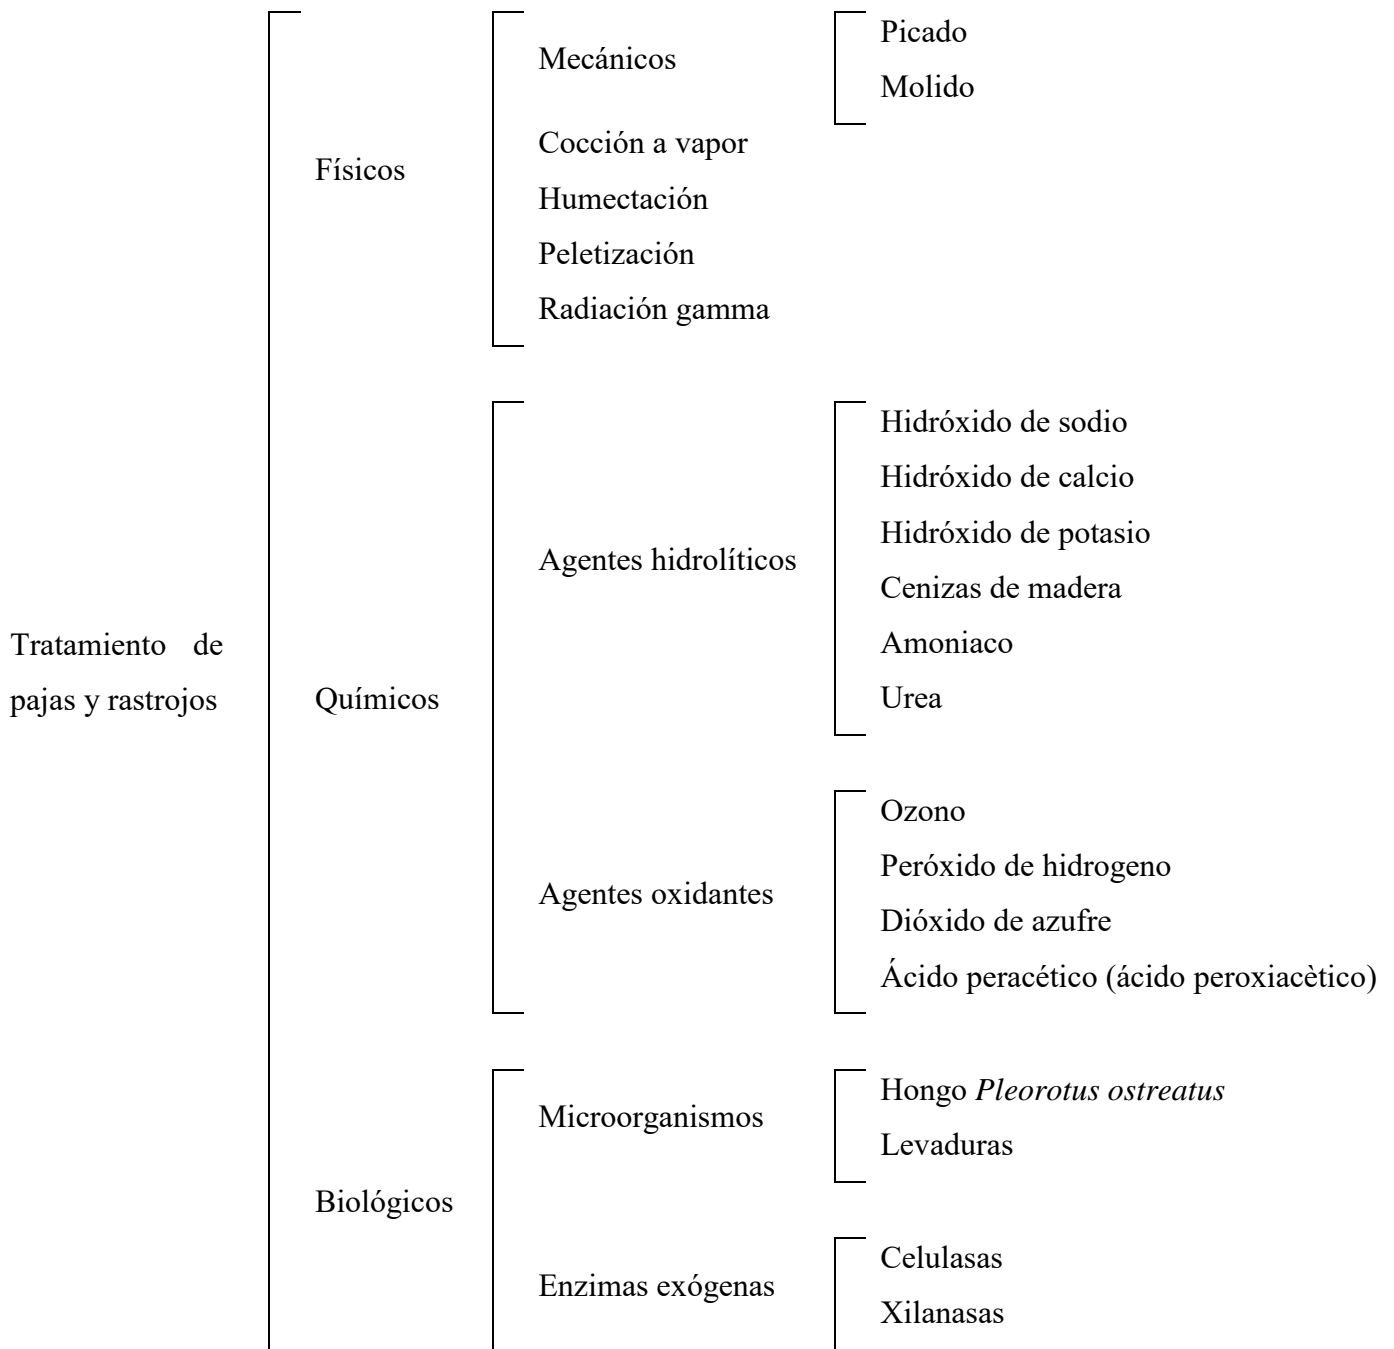 Picado
Mecánicos
Molido
Cocción a vapor
Físicos
Humectación
Peletización
Radiación gamma
Hidróxido de sodio
Hidróxido de calcio
Hidróxido de potasio
Agentes hidrolíticos
Cenizas de madera
Amoniaco
Urea
Tratamiento de
pajas y rastrojos
Químicos
Ozono
Peróxido de hidrogeno
Agentes oxidantes
Dióxido de azufre
Ácido peracético (ácido peroxiacètico)
Hongo Pleorotus ostreatus
Microorganismos
Levaduras
Biológicos
Celulasas
Enzimas exógenas
Xilanasas